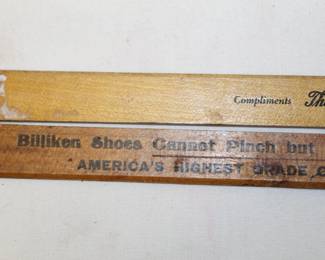 Compliments
Billiken Shoes Cannot Pinch but
AMERICA'S HIGHEST GRADE